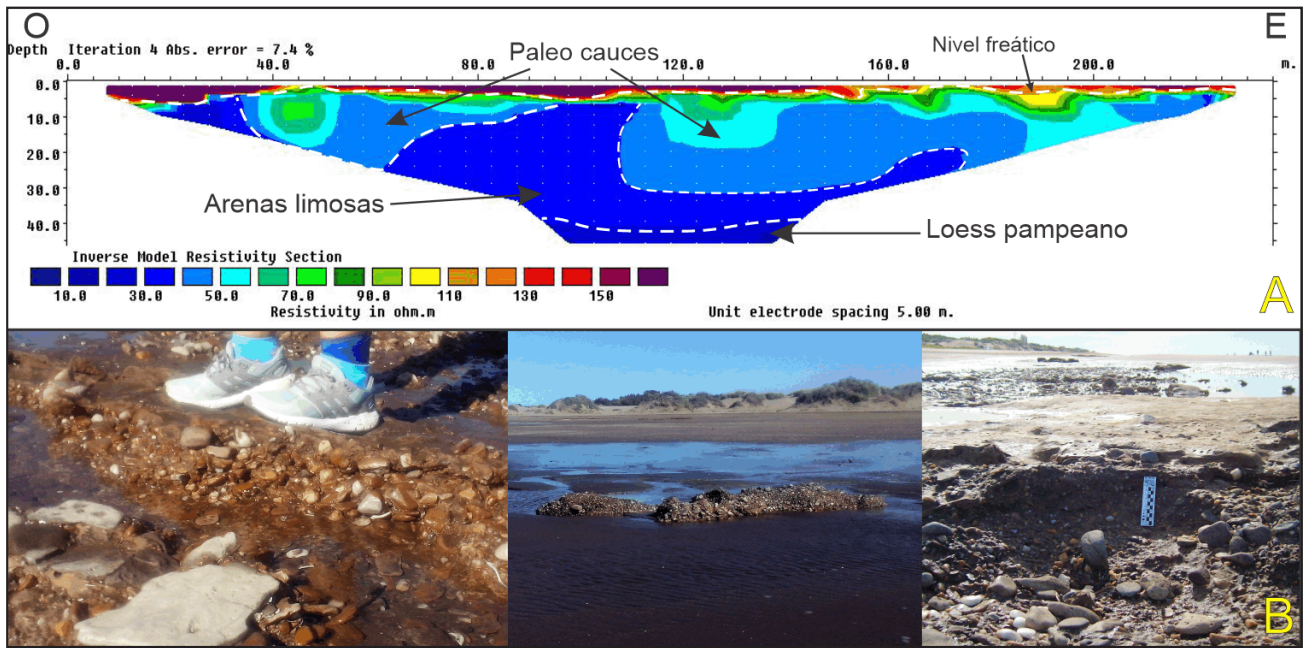 O E
Depth Iteration 4 Abs. error = 7.4 %
Paleo cauces
Nivel freático
0.0 40.0 80.0 120.0 160.0 200.0 m.
0.0
10.0
20.0
30.0
40.0
Arenas limosas
Loess pampeano
Inverse Model Resistivity Section
10.0 30.0 50.0 70.0 90.0 110 130 150
Resistivity in ohm.m Unit electrode spacing 5.00 m.
A
B